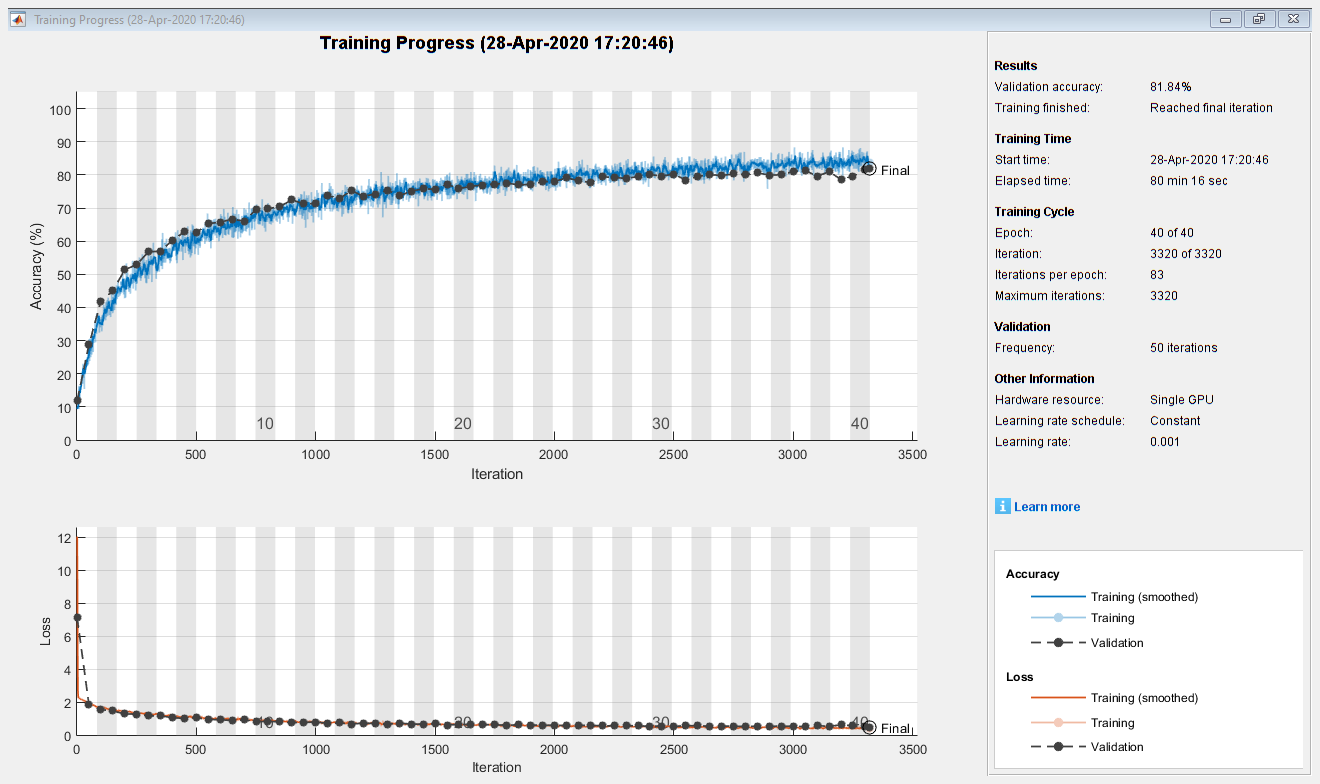 Training Progress (28-Apr-2020 17:20:46)
Training Progress (28-Apr-2020 17:20:46)
100
90
80
70
60
50
40
30
20
10
0
Accuracy (%)
Final
10 20 30 40
0 500 1000 1500 2000 2500 3000 3500
Iteration
12
10
8
6
4
2
0
Loss
10 20 30 40
Final
0 500 1000 1500 2000 2500 3000 3500
Iteration
Results
Validation accuracy: 81.84%
Training finished: Reached final iteration
Training Time
Start time: 28-Apr-2020 17:20:46
Elapsed time: 80 min 16 sec
Training Cycle
Epoch: 40 of 40
Iteration: 3320 of 3320
Iterations per epoch: 83
Maximum iterations: 3320
Validation
Frequency: 50 iterations
Other Information
Hardware resource: Single GPU
Learning rate schedule: Constant
Learning rate: 0.001
i Learn more
Accuracy
Training (smoothed)
Training
Validation
Loss
Training (smoothed)
Training
Validation